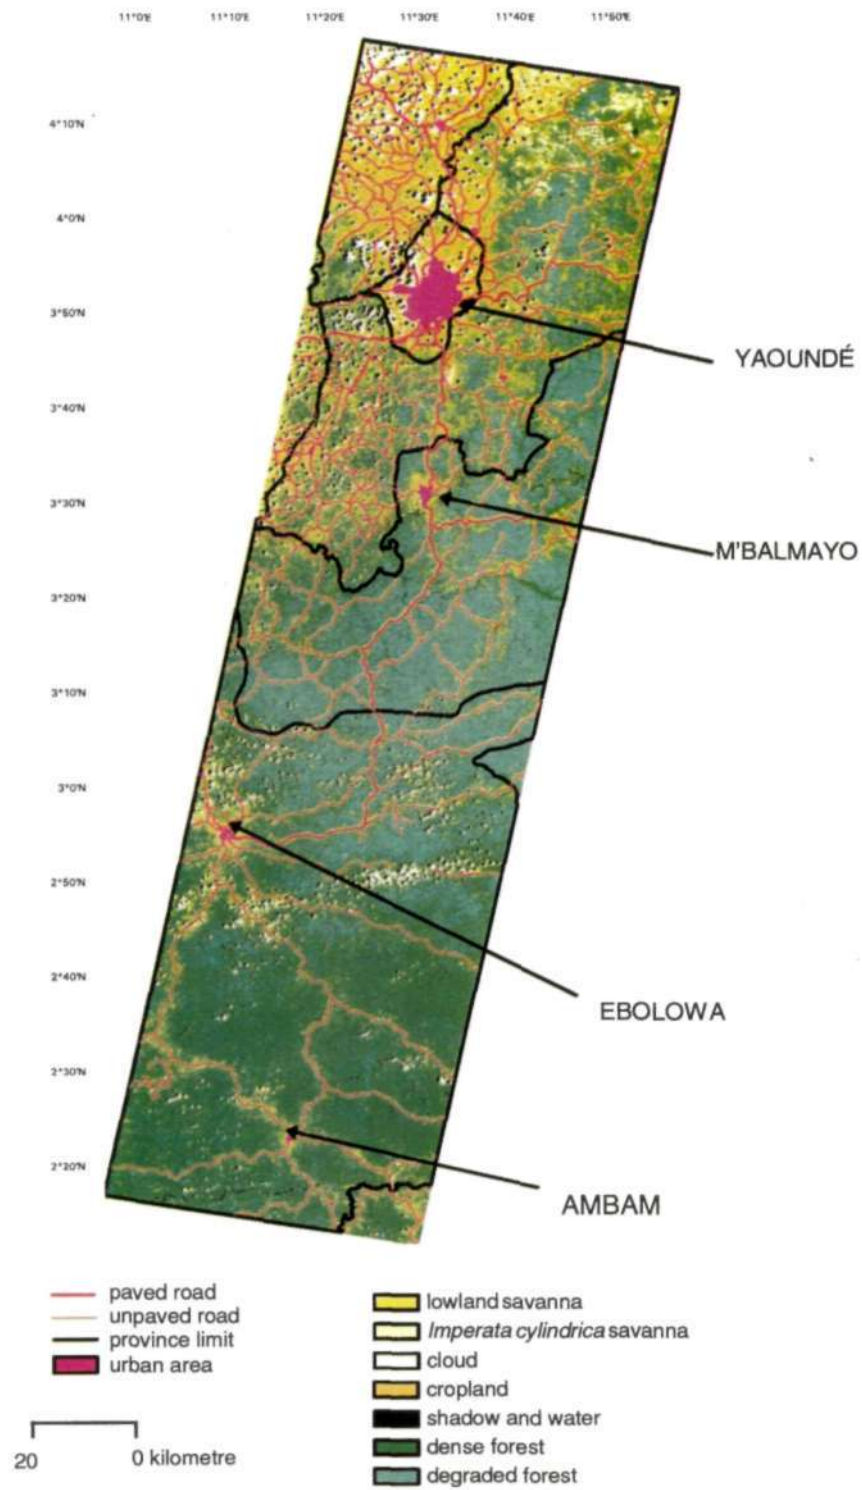 11°0'E 11°10'E 11°20'E 11°30'E 11°40'E 11°50'E
4°10'N
4°0'N
3°50'N
YAOUNDÉ
3°40'N
3°30'N
M'BALMAYO
3°20'N
3°10'N
3°0'N
2°50'N
2°40'N
EBOLOWA
2°30'N
2°20'N
AMBAM
paved road
unpaved road
province limit
urban area
20 0 kilometre
lowland savanna
Imperata cylindrica savanna
cloud
cropland
shadow and water
dense forest
degraded forest